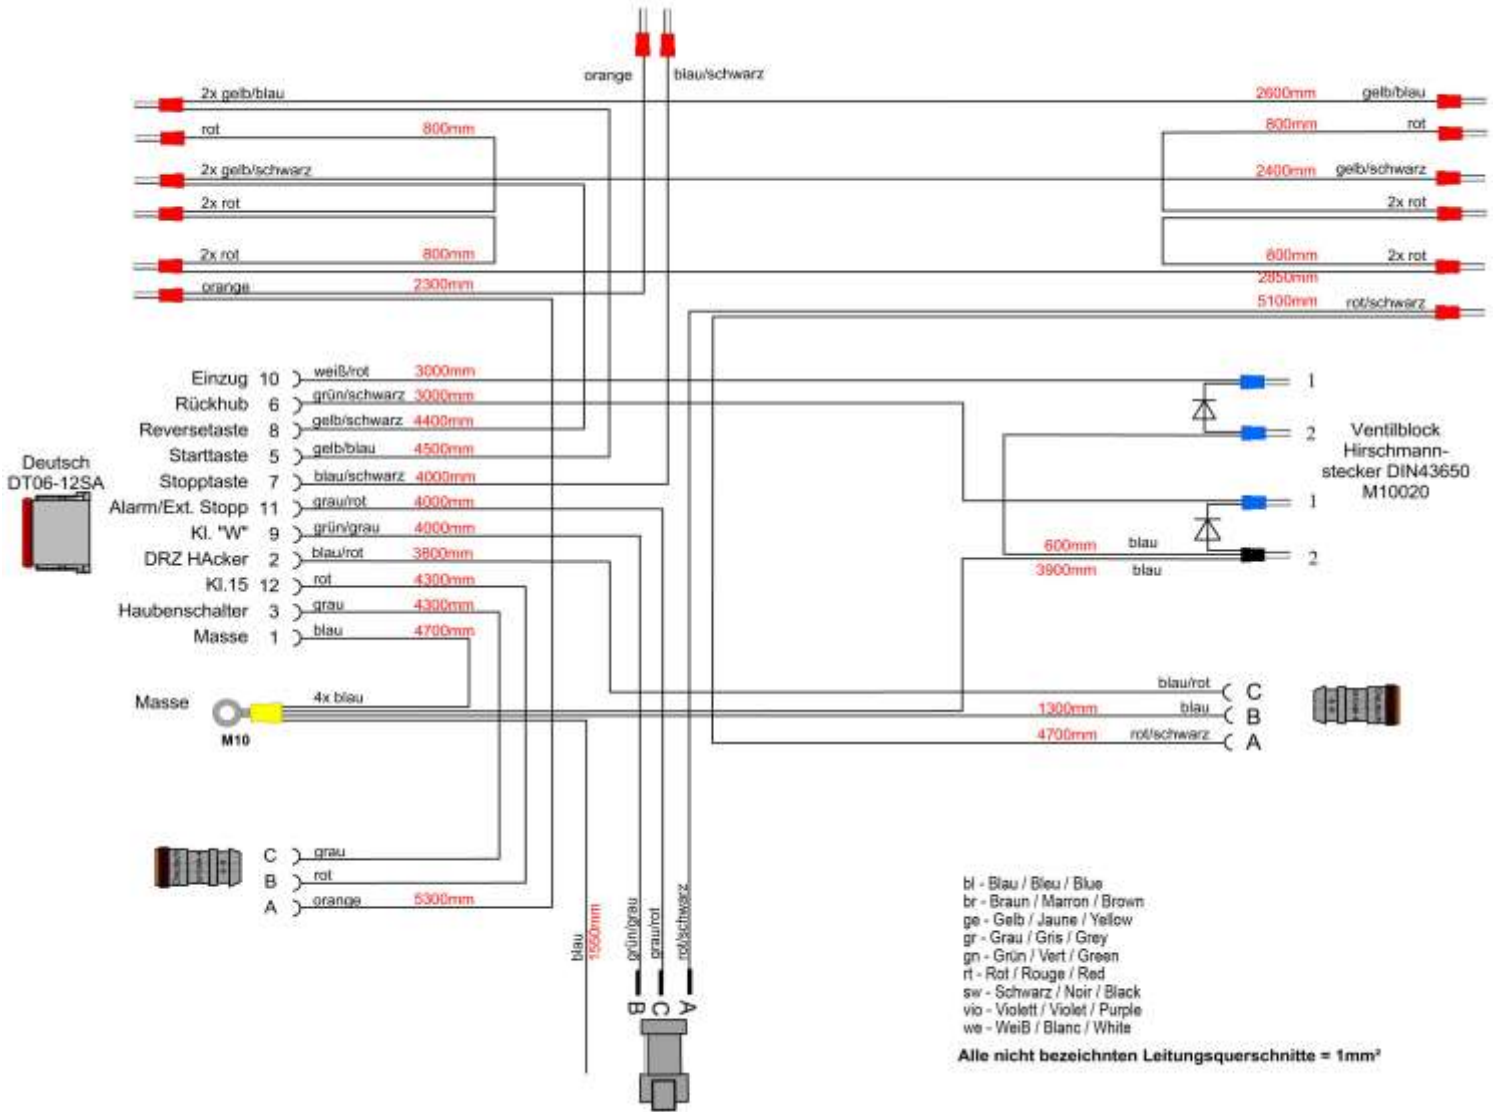 orange
blau/schwarz
2x gelb/blau
2600mm
gelb/blau
rot
800mm
800mm
rot
2x gelb/schwarz
2400mm
gelb/schwarz
2x rot
2x rot
2x rot
800mm
800mm
2x rot
orange
2300mm
2850mm
5100mm
rot/schwarz
Einzug 10 weiß/rot 3000mm
Rückhub 6 grün/schwarz 3000mm
Reversetaste 8 gelb/schwarz 4400mm
Starttaste 5 gelb/blau 4500mm
Stopptaste 7 blau/schwarz 4000mm
Alarm/Ext. Stopp 11 grau/rot 4000mm
Kl. "W" 9 grün/grau 4000mm
DRZ HAcker 2 blau/rot 3800mm
Kl.15 12 rot 4300mm
Haubenschalter 3 grau 4300mm
Masse 1 blau 4700mm
Deutsch
DT06-12SA
1
2
1
2
Ventilblock
Hirschmann-
stecker DIN43650
M10020
600mm blau
3900mm blau
Masse
4x blau
M10
blau/rot C
1300mm blau B
4700mm rot/schwarz A
C grau
B rot
A orange 5300mm
blau
1550mm
grün/grau
grau/rot
rot/schwarz
B
C
A
bl - Blau / Bleu / Blue
br - Braun / Marron / Brown
ge - Gelb / Jaune / Yellow
gr - Grau / Gris / Grey
gn - Grün / Vert / Green
rt - Rot / Rouge / Red
sw - Schwarz / Noir / Black
vio - Violett / Violet / Purple
we - WeiB / Blanc / White
Alle nicht bezeichnten Leitungsquerschnitte = 1mm²